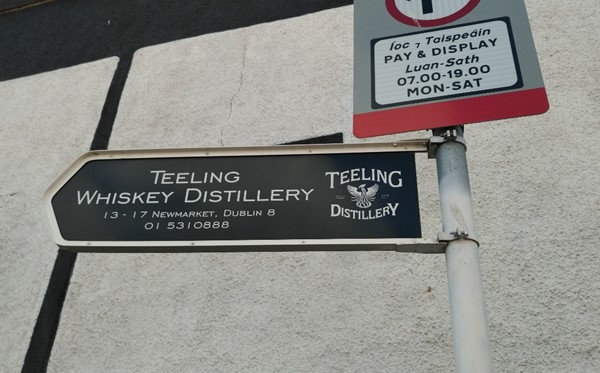 Íoc ⁊ Taispeáin
PAY & DISPLAY
Luan-Sath
07.00-19.00
MON-SAT
TEELING
WHISKEY DISTILLERY
13 - 17 NEWMARKET, DUBLIN 8
01 5310888
TEELING
DISTILLERY